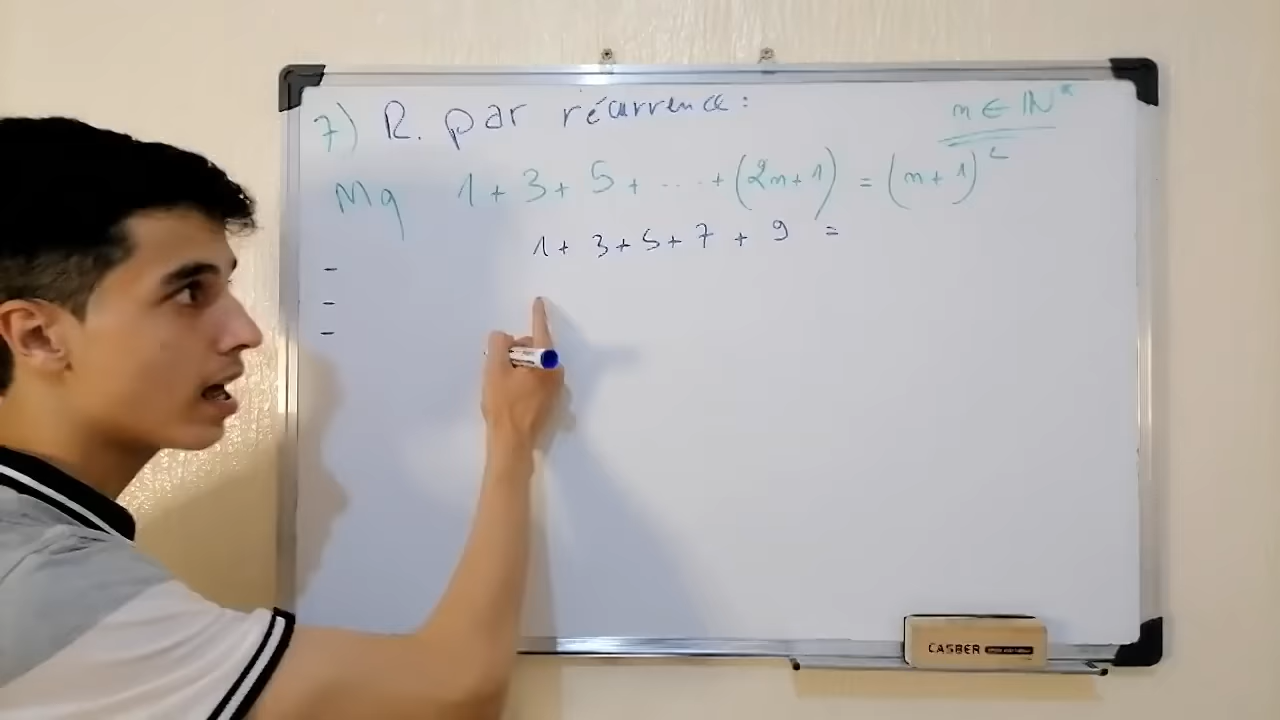 7) R. par récurrence :
n ∈ ℕ*
Mq 1 + 3 + 5 + .... + (2n+1) = (n+1)²
1 + 3 + 5 + 7 + 9 =
-
-
-
CASBER